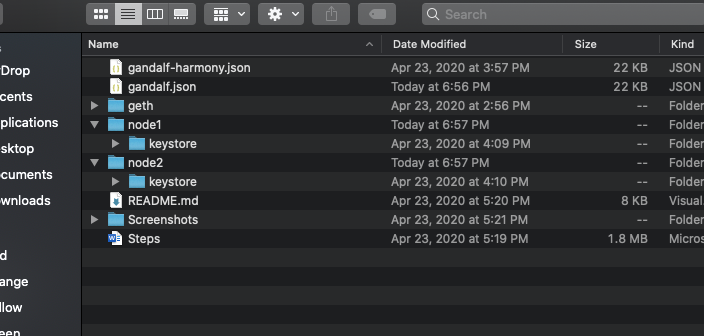 Search
Name Date Modified Size Kind
gandalf-harmony.json Apr 23, 2020 at 3:57 PM 22 KB JSON
gandalf.json Today at 6:56 PM 22 KB JSON
geth Apr 23, 2020 at 2:56 PM -- Folder
node1 Today at 6:57 PM -- Folder
keystore Apr 23, 2020 at 4:09 PM -- Folder
node2 Today at 6:57 PM -- Folder
keystore Apr 23, 2020 at 4:10 PM -- Folder
README.md Apr 23, 2020 at 5:20 PM 8 KB Visual.
Screenshots Apr 23, 2020 at 5:21 PM -- Folder
Steps Apr 23, 2020 at 5:19 PM 1.8 MB Micros
s
Drop
cents
plications
sktop
ocuments
wnloads
d
ange
llow
een